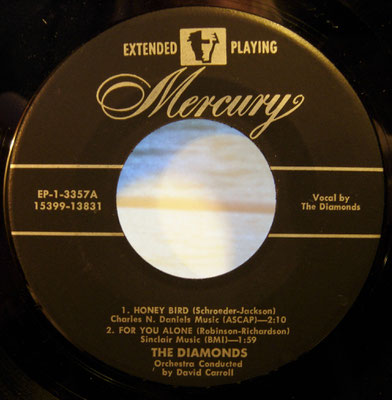 EXTENDED PLAYING
Mercury
EP-1-3357A
15399-13831
Vocal by
The Diamonds
1. HONEY BIRD (Schroeder-Jackson)
Charles N. Daniels Music (ASCAP)—2:10
2. FOR YOU ALONE (Robinson-Richardson)
Sinclair Music (BMI)—1:59
THE DIAMONDS
Orchestra Conducted
by David Carroll